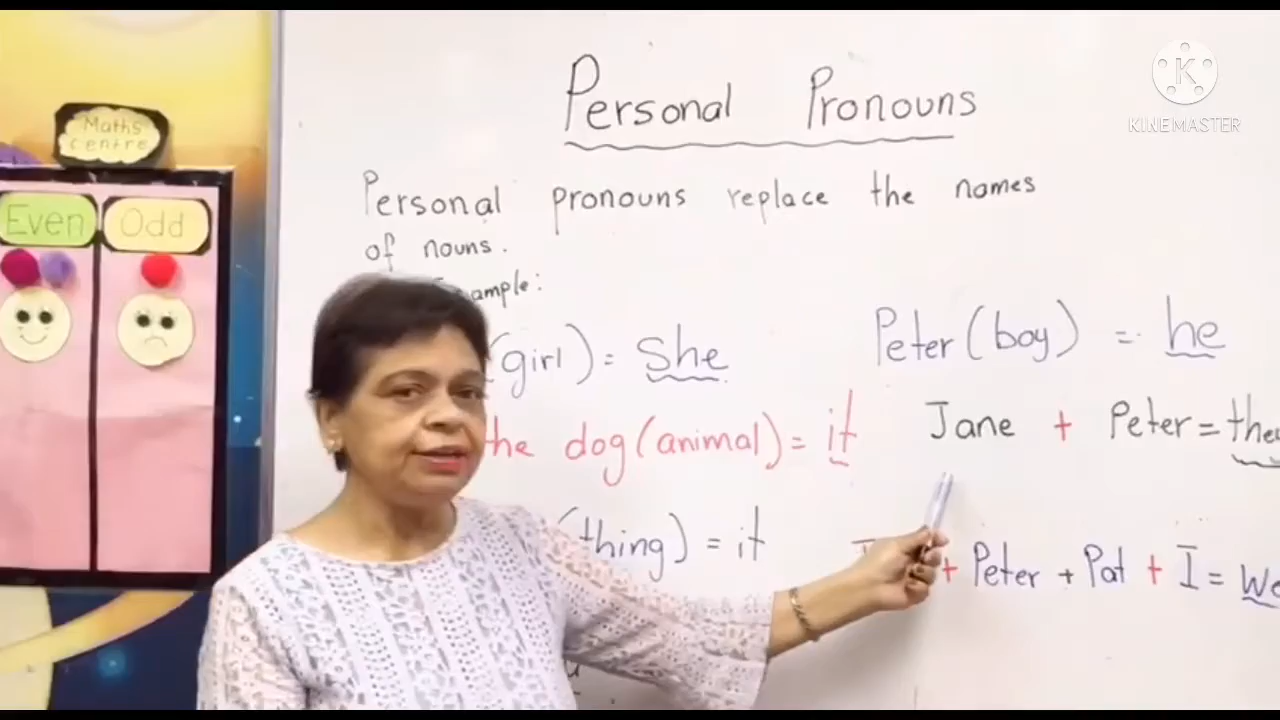 Personal Pronouns
Personal pronouns replace the names
of nouns.
ample:
(girl) = She
Peter (boy) = he
the dog (animal) = it
Jane + Peter = they
(thing) = it
+ Peter + Pat + I = we
Maths
Centre
Even
Odd
K
KINEMASTER